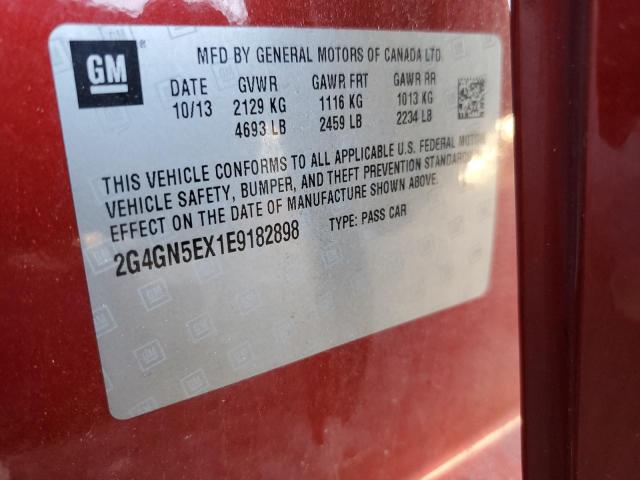 GM
MFD BY GENERAL MOTORS OF CANADA LTD
DATE GVWR GAWR FRT GAWR RR
10/13 2129 KG 1116 KG 1013 KG
4693 LB 2459 LB 2234 LB
THIS VEHICLE CONFORMS TO ALL APPLICABLE U.S. FEDERAL MOTOR
VEHICLE SAFETY, BUMPER, AND THEFT PREVENTION STANDARDS
EFFECT ON THE DATE OF MANUFACTURE SHOWN ABOVE.
2G4GN5EX1E9182898 TYPE: PASS CAR